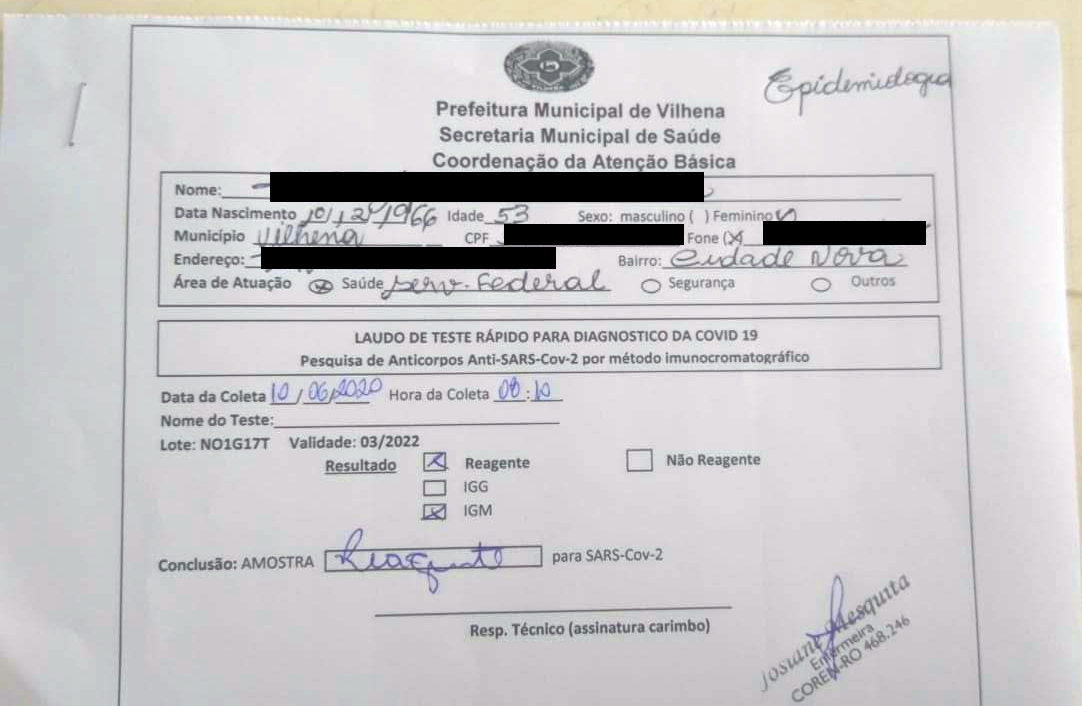 Epidemiologia
Prefeitura Municipal de Vilhena
Secretaria Municipal de Saúde
Coordenação da Atenção Básica
Nome:
Data Nascimento 10/12/1966 Idade 53 Sexo: masculino ( ) Feminino
Município Vilhena CPF Fone (
Endereço: Bairro: Cidade Nova
Área de Atuação Saúde Serv. Federal Segurança Outros
LAUDO DE TESTE RÁPIDO PARA DIAGNOSTICO DA COVID 19
Pesquisa de Anticorpos Anti-SARS-Cov-2 por método imunocromatográfico
Data da Coleta 10/06/2020 Hora da Coleta 08:10
Nome do Teste:
Lote: NO1G17T Validade: 03/2022
Resultado Reagente Não Reagente
IGG
IGM
Conclusão: AMOSTRA Reagente para SARS-Cov-2
Resp. Técnico (assinatura carimbo)
Josiane Mesquita
Enfermeira
COREN-RO 468.246